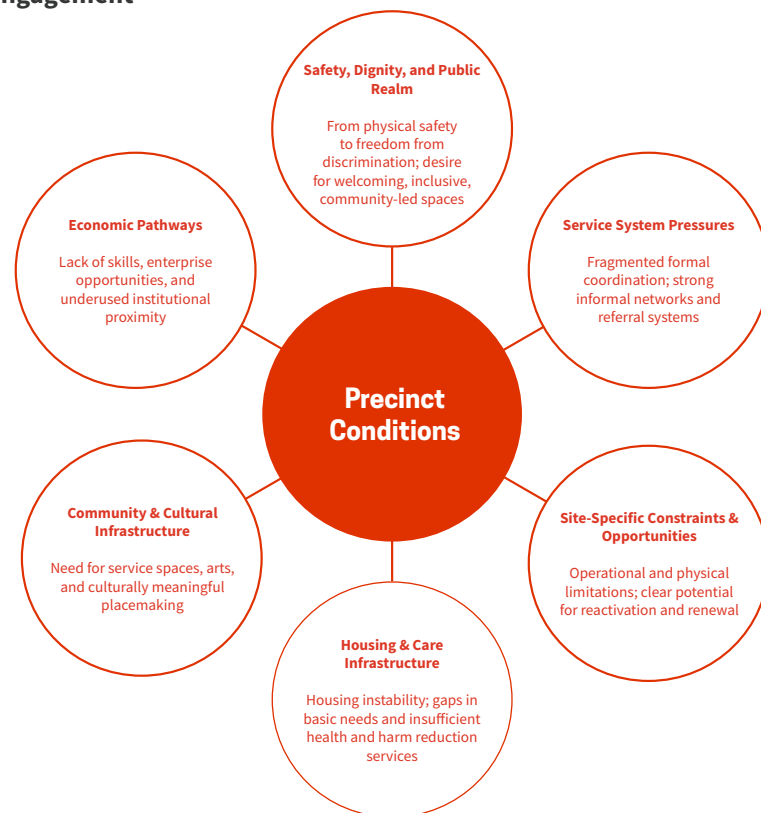 Safety, Dignity, and Public
Realm
From physical safety
to freedom from
discrimination; desire
for welcoming, inclusive,
community-led spaces
Economic Pathways
Lack of skills, enterprise
opportunities, and
underused institutional
proximity
Service System Pressures
Fragmented formal
coordination; strong
informal networks and
referral systems
Precinct
Conditions
Community & Cultural
Infrastructure
Need for service spaces, arts,
and culturally meaningful
placemaking
Site-Specific Constraints &
Opportunities
Operational and physical
limitations; clear potential
for reactivation and renewal
Housing & Care
Infrastructure
Housing instability; gaps in
basic needs and insufficient
health and harm reduction
services